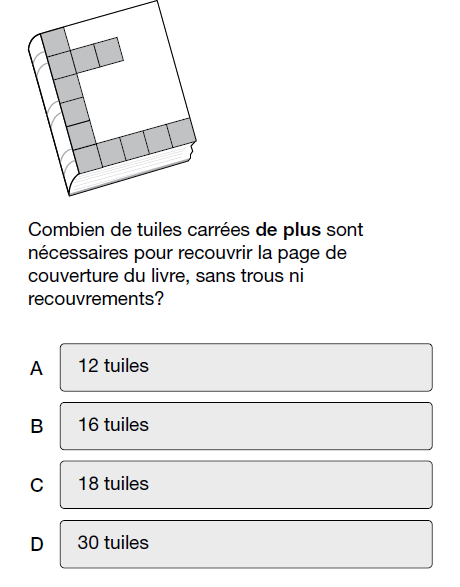 Combien de tuiles carrées de plus sont
nécessaires pour recouvrir la page de
couverture du livre, sans trous ni
recouvrements?
A 12 tuiles
B 16 tuiles
C 18 tuiles
D 30 tuiles